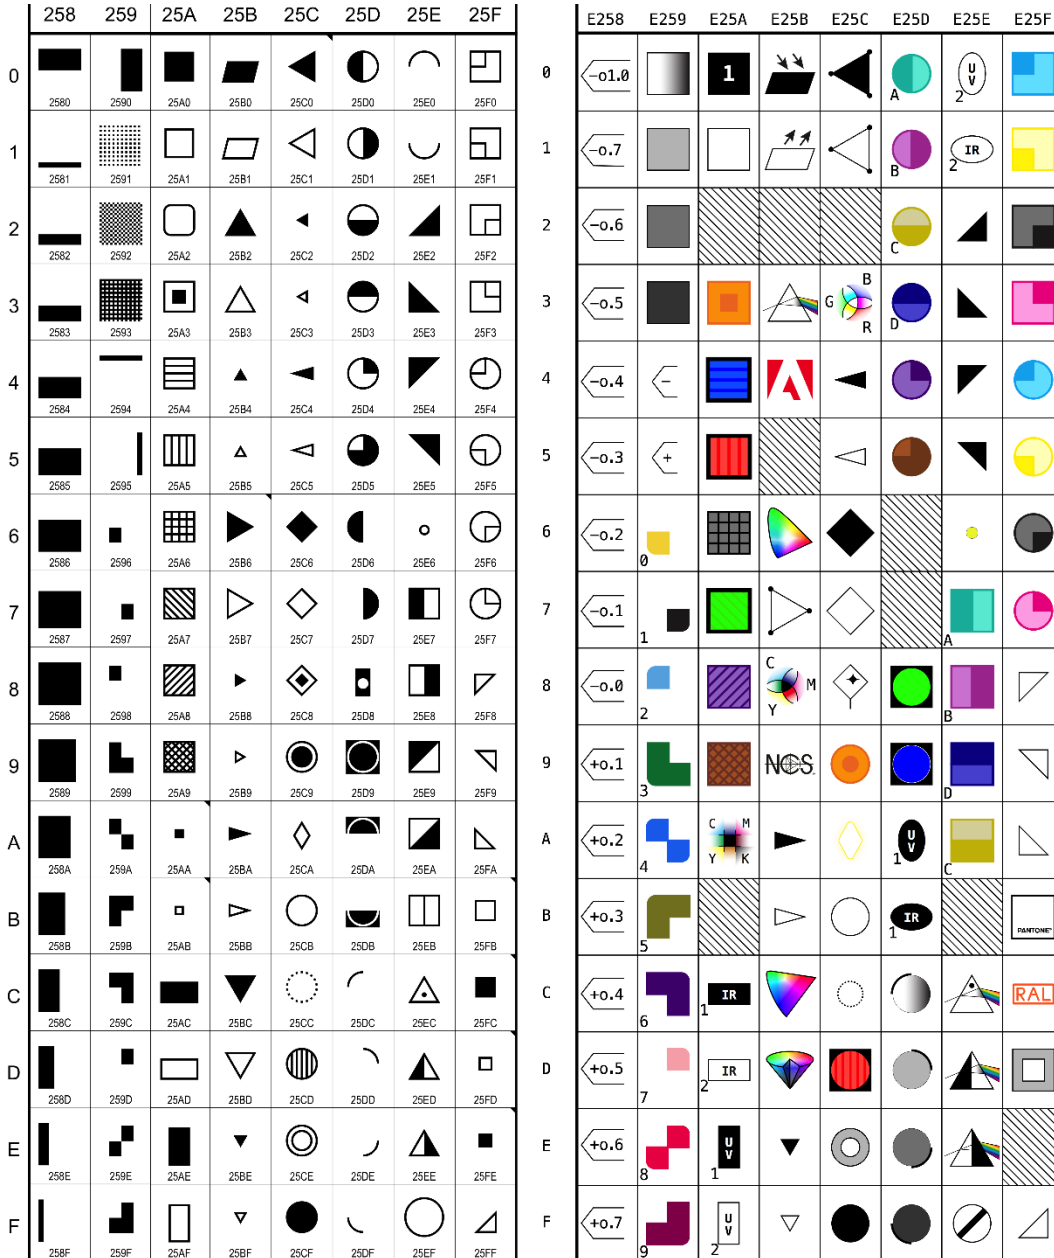 258 259 25A 25B 25C 25D 25E 25F
0
2580 2590 25A0 25B0 25C0 25D0 25E0 25F0
1
2581 2591 25A1 25B1 25C1 25D1 25E1 25F1
2
2582 2592 25A2 25B2 25C2 25D2 25E2 25F2
3
2583 2593 25A3 25B3 25C3 25D3 25E3 25F3
4
2584 2594 25A4 25B4 25C4 25D4 25E4 25F4
5
2585 2595 25A5 25B5 25C5 25D5 25E5 25F5
6
2586 2596 25A6 25B6 25C6 25D6 25E6 25F6
7
2587 2597 25A7 25B7 25C7 25D7 25E7 25F7
8
2588 2598 25A8 25B8 25C8 25D8 25E8 25F8
9
2589 2599 25A9 25B9 25C9 25D9 25E9 25F9
A
258A 259A 25AA 25BA 25CA 25DA 25EA 25FA
B
258B 259B 25AB 25BB 25CB 25DB 25EB 25FB
C
258C 259C 25AC 25BC 25CC 25DC 25EC 25FC
D
258D 259D 25AD 25BD 25CD 25DD 25ED 25FD
E
258E 259E 25AE 25BE 25CE 25DE 25EE 25FE
F
258F 259F 25AF 25BF 25CF 25DF 25EF 25FF
E258 E259 E25A E25B E25C E25D E25E E25F
0 −o1.0 1 A UV 2
1 −o.7 B IR 2
2 −o.6 C
3 −o.5 B G R D
4 −o.4 −
5 −o.3 +
6 −o.2 0
7 −o.1 1 A
8 −o.0 2 C M Y B
9 +o.1 3 NCS D
A +o.2 4 C M Y K UV 1 C
B +o.3 5 IR 1 PANTONE
C +o.4 6 IR 1 RAL
D +o.5 7 IR 2
E +o.6 8 UV 1
F +o.7 9 UV 2